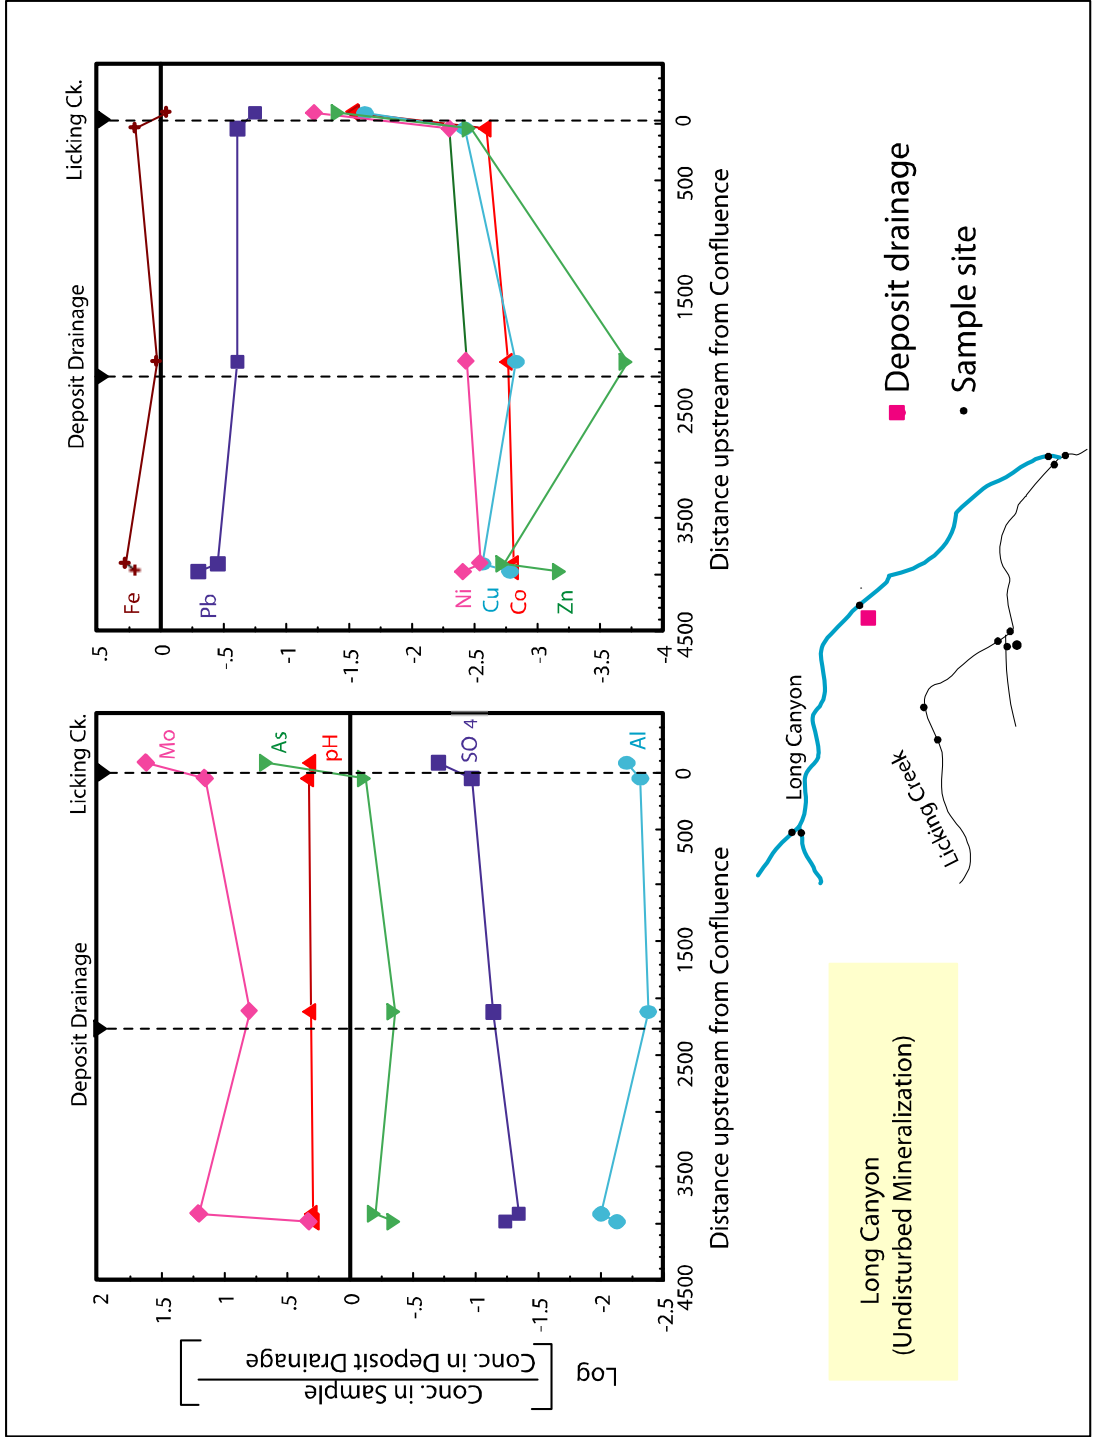 Log
Conc. in Sample
Conc. in Deposit Drainage
2
1.5
1
.5
0
-.5
-1
-1.5
-2
-2.5
Deposit Drainage
Licking Ck.
Mo
As
pH
SO 4
Al
4500
3500
2500
1500
500
0
Distance upstream from Confluence
.5
0
-.5
-1
-1.5
-2
-2.5
-3
-3.5
-4
Deposit Drainage
Licking Ck.
Fe
Pb
Ni
Cu
Co
Zn
4500
3500
2500
1500
500
0
Distance upstream from Confluence
Long Canyon
(Undisturbed Mineralization)
Long Canyon
Licking Creek
Deposit drainage
Sample site